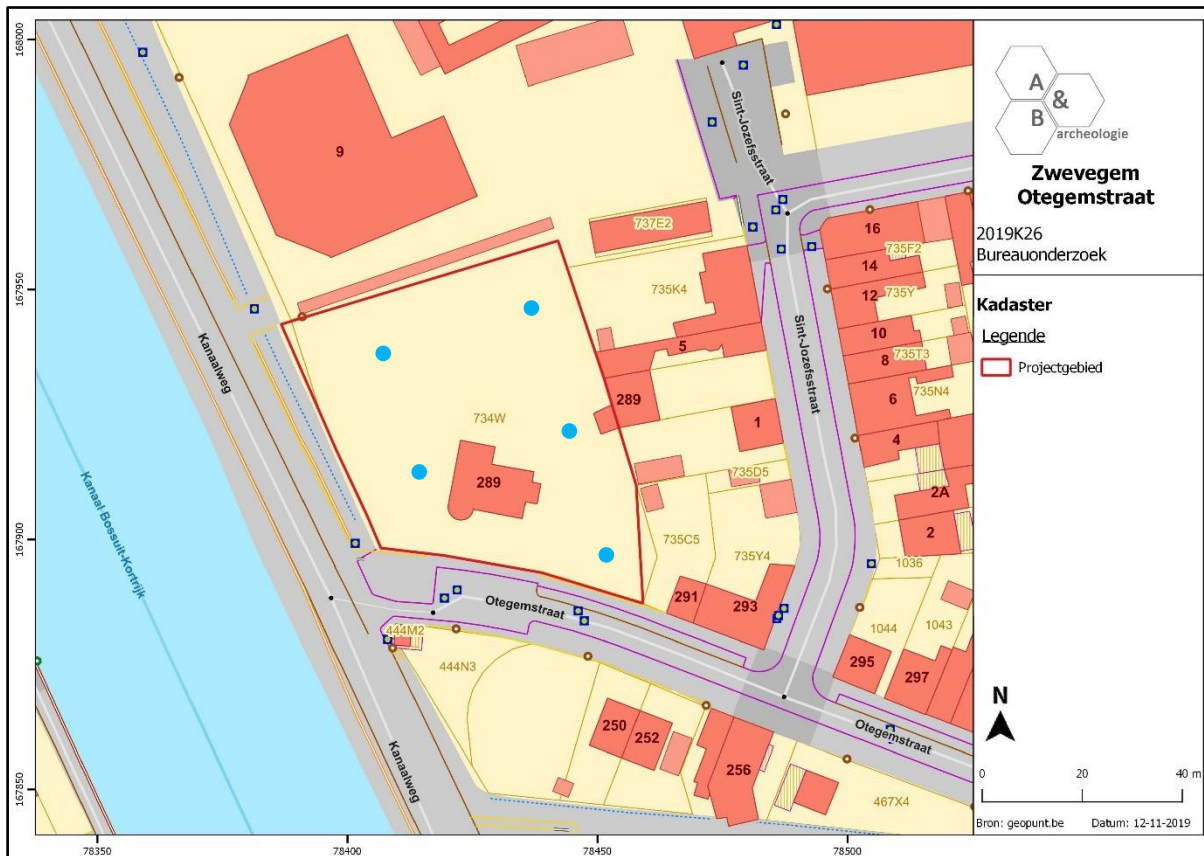 168000
167950
167900
167850
78350
78400
78450
78500
9
Kanaalweg
Kanaal Bossuit-Kortrijk
Kanaalweg
734W
289
737E2
735K4
5
289
1
735D5
735C5
735Y4
291
293
Sint-Jozefsstraat
Sint-Jozefsstraat
16
735F2
14
735Y
12
10
735T3
8
735N4
6
4
2A
2
1036
1044
1043
295
297
Otegemstraat
Otegemstraat
444M2
444N3
250
252
256
467X4
A
&
B
archeologie
Zwevegem
Otegemstraat
2019K26
Bureauonderzoek
Kadaster
Legende
Projectgebied
N
0 20 40 m
Bron: geopunt.be Datum: 12-11-2019